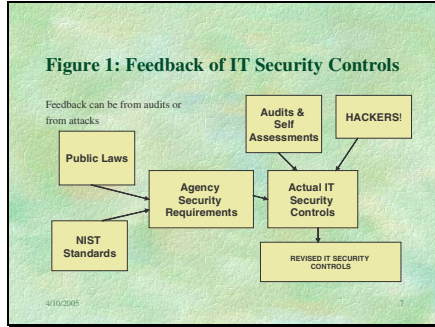 Figure 1: Feedback of IT Security Controls
Feedback can be from audits or
from attacks
Audits &
Self
Assessments
HACKERS!
Public Laws
Agency
Security
Requirements
Actual IT
Security
Controls
NIST
Standards
REVISED IT SECURITY
CONTROLS
4/10/2005
7